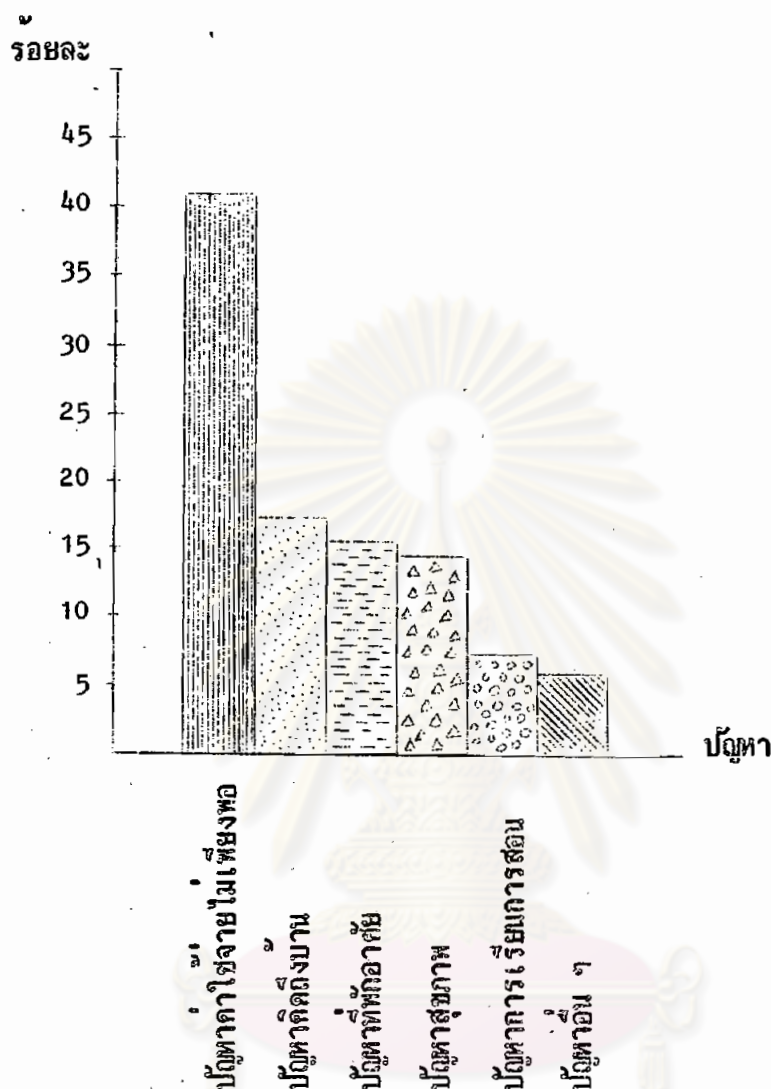 ร้อยละ
45
40
35
30
25
20
15
10
5
ปัญหา
ปัญหาค่าใช้จ่ายไม่เพียงพอ
ปัญหาคิดถึงบ้าน
ปัญหาที่พักอาศัย
ปัญหาสุขภาพ
ปัญหาการเรียนการสอน
ปัญหาอื่น ๆ